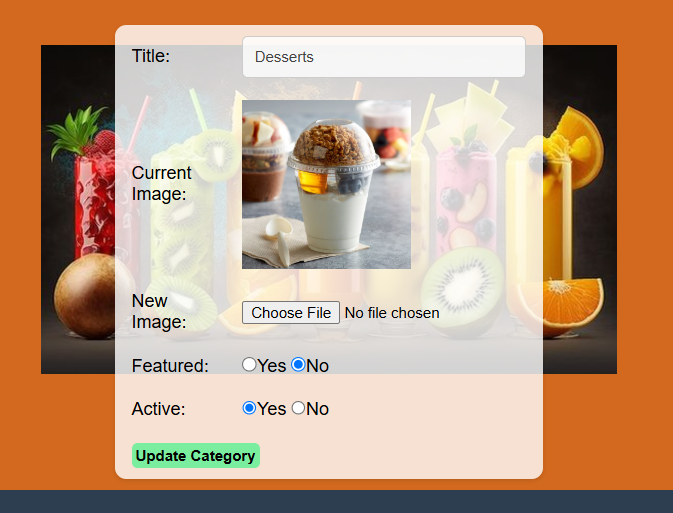 Title: Desserts
Current
Image:
New
Image: Choose File No file chosen
Featured: Yes No
Active: Yes No
Update Category